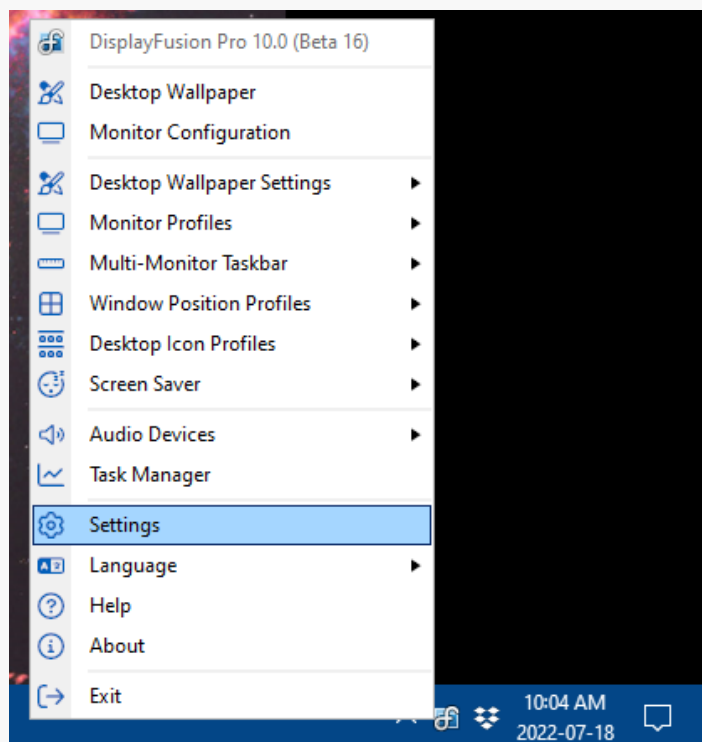 DisplayFusion Pro 10.0 (Beta 16)
Desktop Wallpaper
Monitor Configuration
Desktop Wallpaper Settings
Monitor Profiles
Multi-Monitor Taskbar
Window Position Profiles
Desktop Icon Profiles
Screen Saver
Audio Devices
Task Manager
Settings
Language
Help
About
Exit
10:04 AM
2022-07-18